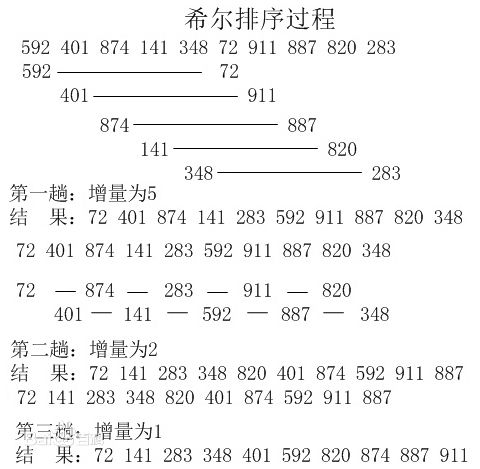 希尔排序过程
592 401 874 141 348 72 911 887 820 283
592 72
401 911
874 887
141 820
348 283
第一趟：增量为5
结 果：72 401 874 141 283 592 911 887 820 348
72 401 874 141 283 592 911 887 820 348
72 — 874 — 283 — 911 — 820
401 — 141 — 592 — 887 — 348
第二趟：增量为2
结 果：72 141 283 348 820 401 874 592 911 887
72 141 283 348 820 401 874 592 911 887
第三趟：增量为1
结 果：72 141 283 348 401 592 820 874 887 911